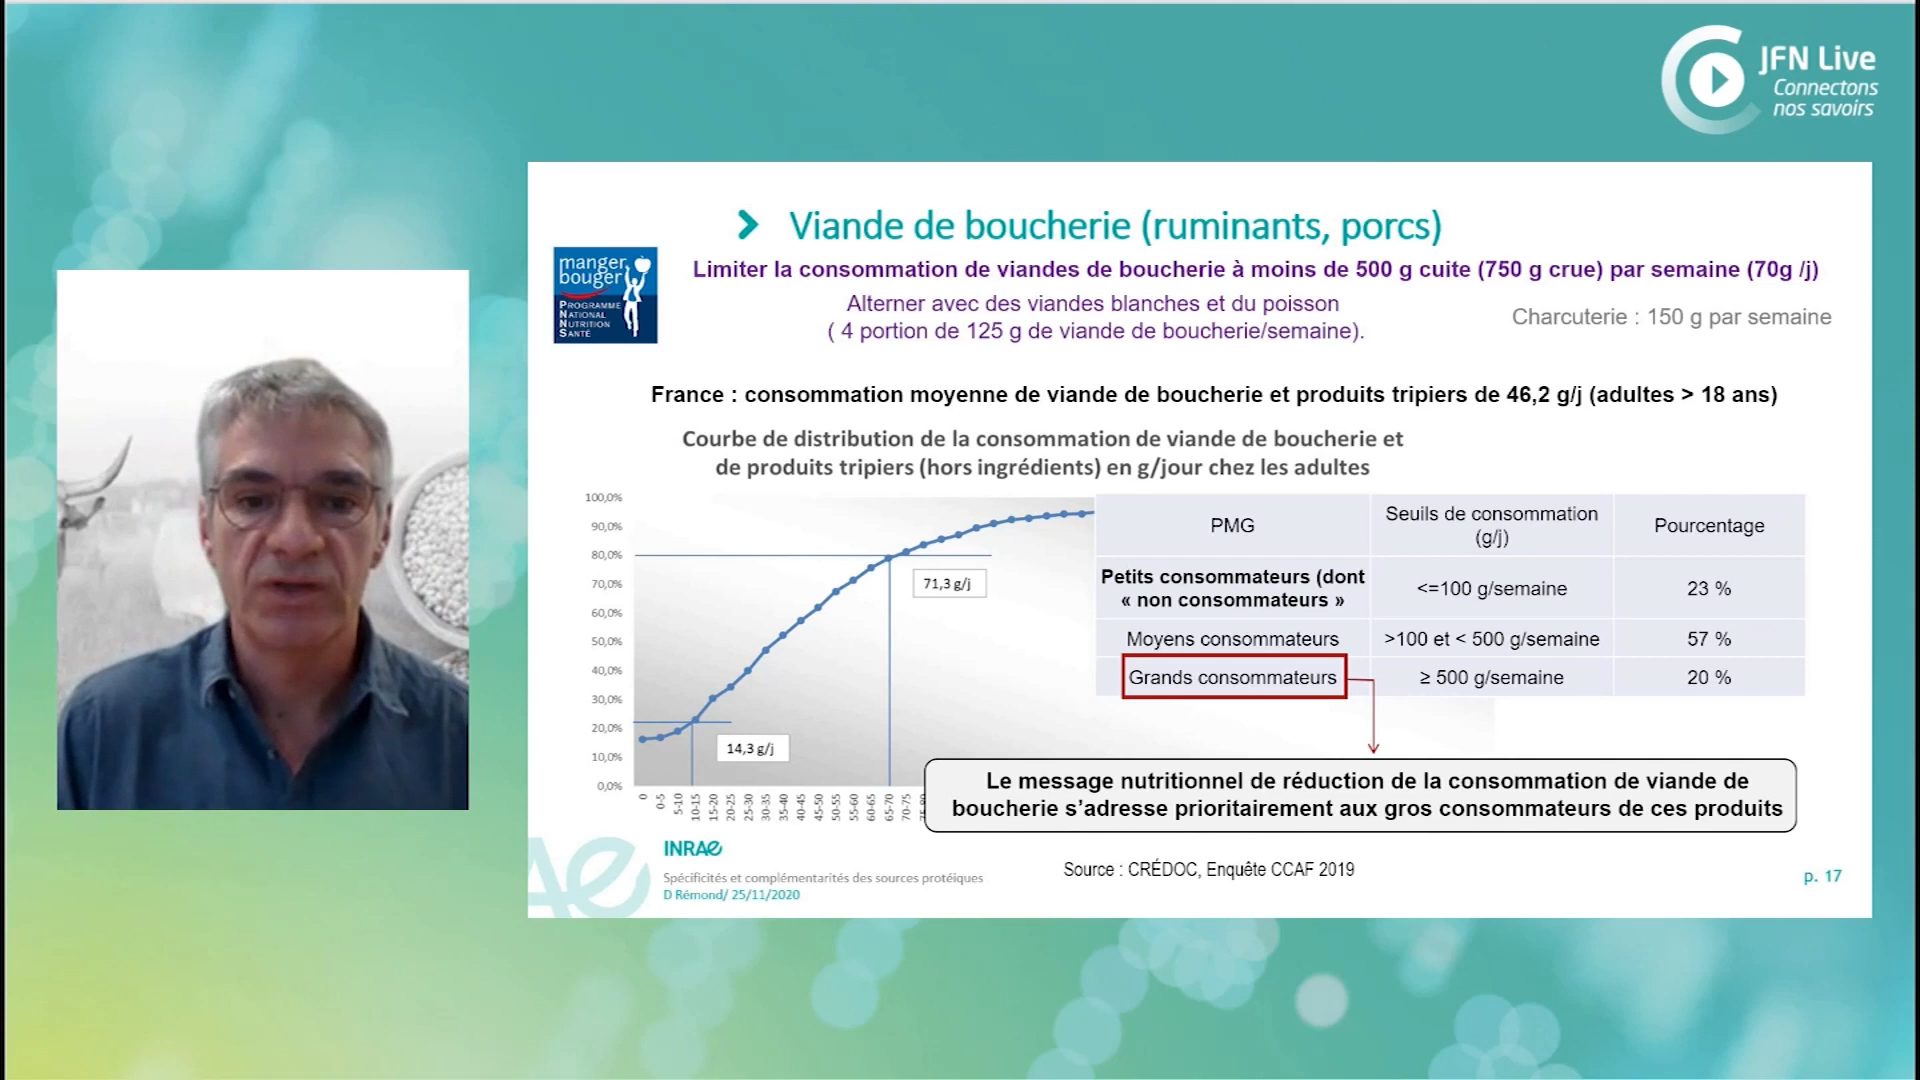 JFN Live
Connectons
nos savoirs
Viande de boucherie (ruminants, porcs)
manger
bouger
PROGRAMME
NATIONAL
NUTRITION
SANTÉ
Limiter la consommation de viandes de boucherie à moins de 500 g cuite (750 g crue) par semaine (70g /j)
Alterner avec des viandes blanches et du poisson
( 4 portion de 125 g de viande de boucherie/semaine).
Charcuterie : 150 g par semaine
France : consommation moyenne de viande de boucherie et produits tripiers de 46,2 g/j (adultes > 18 ans)
Courbe de distribution de la consommation de viande de boucherie et
de produits tripiers (hors ingrédients) en g/jour chez les adultes
100,0%
90,0%
80,0%
70,0%
60,0%
50,0%
40,0%
30,0%
20,0%
10,0%
0,0%
71,3 g/j
14,3 g/j
0
0-5
5-10
10-15
15-20
20-25
25-30
30-35
35-40
40-45
45-50
50-55
55-60
60-65
65-70
70-75
PMG
Seuils de consommation
(g/j)
Pourcentage
Petits consommateurs (dont
« non consommateurs »
<=100 g/semaine
23 %
Moyens consommateurs
>100 et < 500 g/semaine
57 %
Grands consommateurs
≥ 500 g/semaine
20 %
Le message nutritionnel de réduction de la consommation de viande de
boucherie s’adresse prioritairement aux gros consommateurs de ces produits
INRAE
Spécificités et complémentarités des sources protéiques
D Rémond/ 25/11/2020
Source : CRÉDOC, Enquête CCAF 2019
p. 17